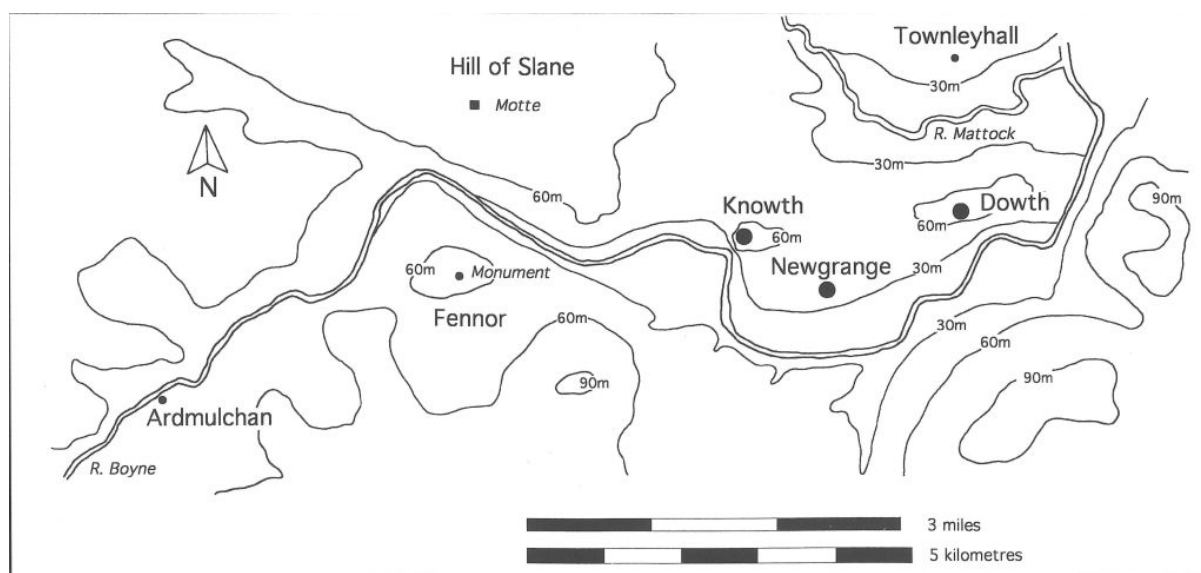 Townleyhall
Hill of Slane
Motte
30m
R. Mattock
30m
N
60m
Knowth
Dowth
90m
60m
60m
Newgrange
30m
60m
Monument
Fennor
60m
30m
60m
90m
90m
Ardmulchan
R. Boyne
3 miles
5 kilometres